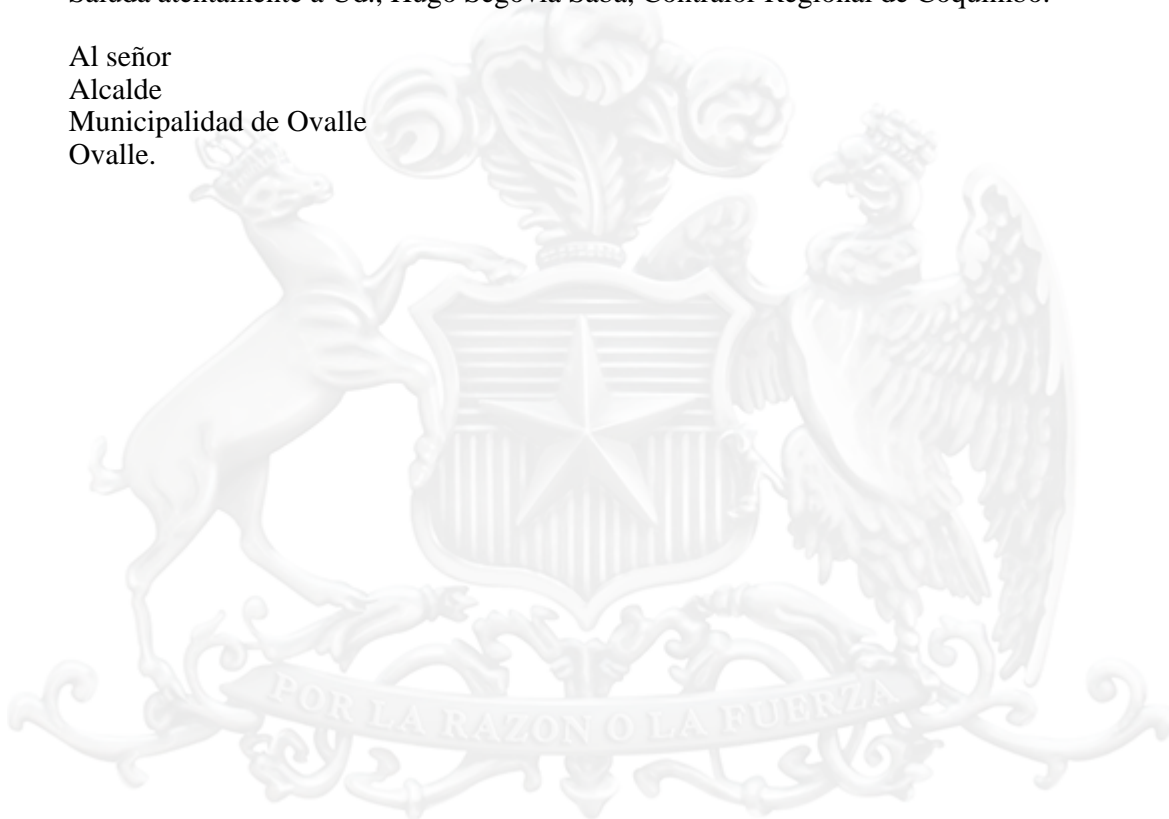 Saluda atentamente a Ud., Hugo Segovia Saba, Contralor Regional de Coquimbo.
Al señor
Alcalde
Municipalidad de Ovalle
Ovalle.
POR LA RAZON O LA FUERZA